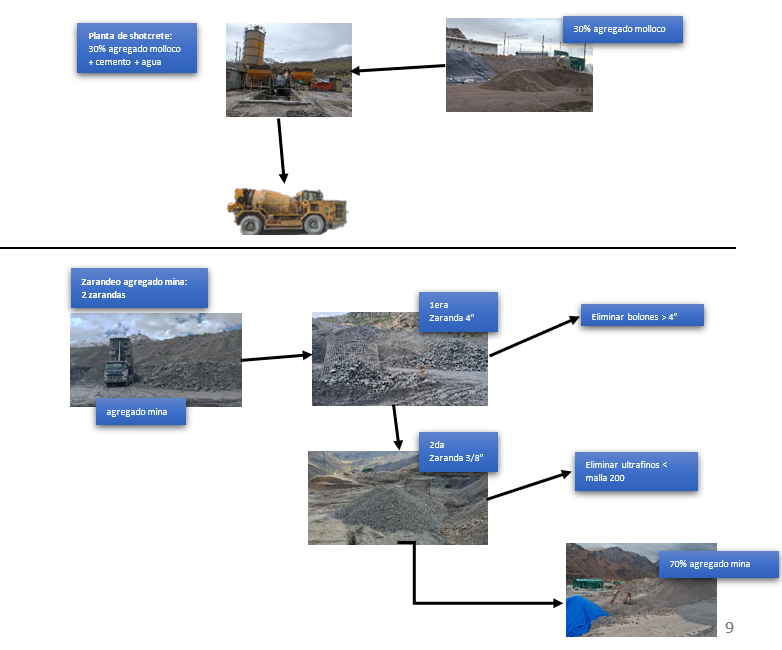 Planta de shotcrete:
30% agregado molloco
+ cemento + agua
30% agregado molloco
Zarandeo agregado mina:
2 zarandas
agregado mina
1era
Zaranda 4”
Eliminar bolones > 4”
2da
Zaranda 3/8”
Eliminar ultrafinos <
malla 200
70% agregado mina
9